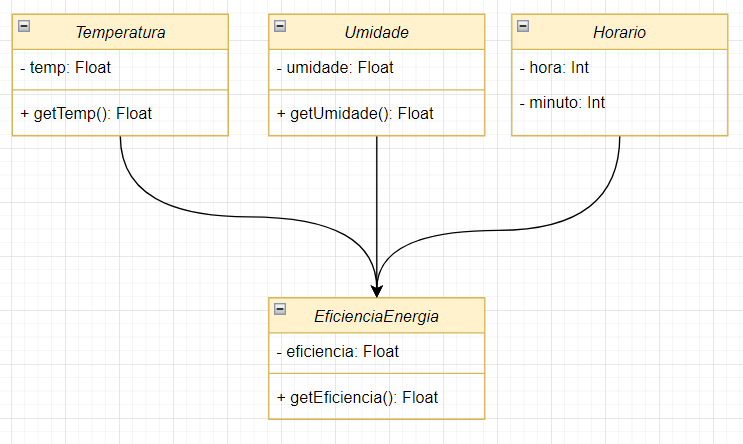 Temperatura
- temp: Float
+ getTemp(): Float
Umidade
- umidade: Float
+ getUmidade(): Float
Horario
- hora: Int
- minuto: Int
EficienciaEnergia
- eficiencia: Float
+ getEficiencia(): Float